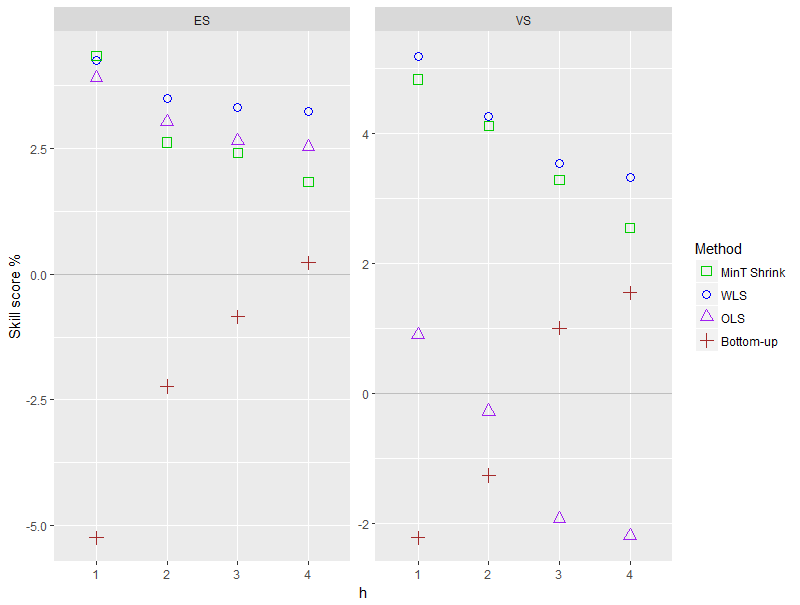 ES
VS
Skill score %
2.5
0.0
-2.5
-5.0
4
2
0
-2
1 2 3 4
1 2 3 4
h
Method
MinT Shrink
WLS
OLS
Bottom-up